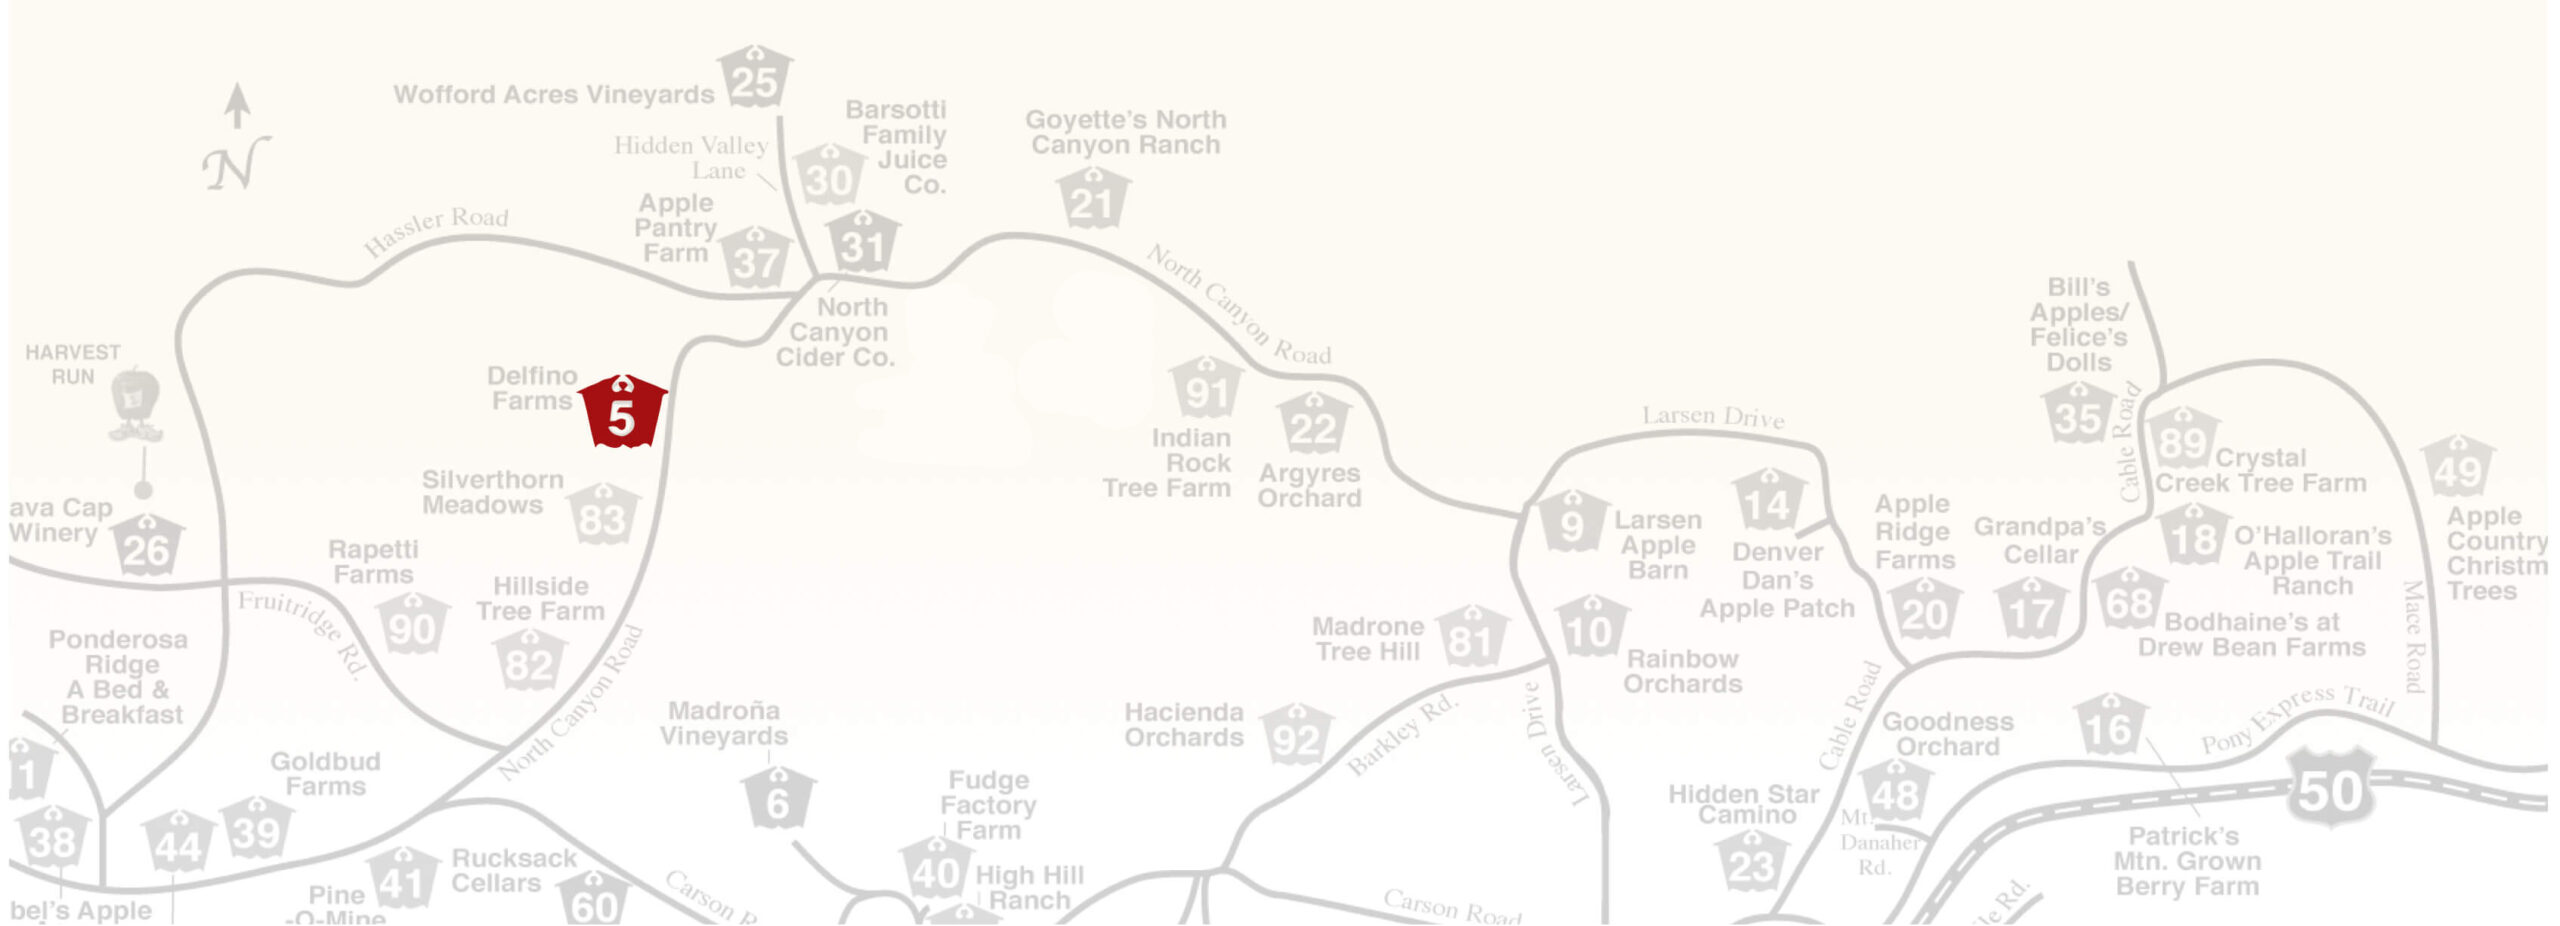 25
Wofford Acres Vineyards
Barsotti
Family
Juice
Co.
30
Goyette's North
Canyon Ranch
21
Hidden Valley
Lane
N
Apple
Pantry
Farm
37
31
Hassler Road
North
Canyon
Cider Co.
North Canyon Road
HARVEST
RUN
Delfino
Farms
5
Silverthorn
Meadows
83
ava Cap
Winery
26
Rapetti
Farms
90
Hillside
Tree Farm
82
Fruitridge Rd.
North Canyon Road
Ponderosa
Ridge
A Bed &
Breakfast
1
38
bel's Apple
44
Goldbud
Farms
39
Pine
-O-Mine
41
Rucksack
Cellars
60
Carson R
Madroña
Vineyards
6
Fudge
Factory
Farm
40
High Hill
Ranch
91
Indian
Rock
Tree Farm
22
Argyres
Orchard
Larsen Drive
9
Larsen
Apple
Barn
14
Denver
Dan's
Apple Patch
Madrone
Tree Hill
81
10
Rainbow
Orchards
Hacienda
Orchards
92
Barkley Rd.
Larsen Drive
Carson Road
Bill's
Apples/
Felice's
Dolls
35
Cable Road
89
Crystal
Creek Tree Farm
49
Apple
Country
Christm
Trees
Apple
Ridge
Farms
20
Grandpa's
Cellar
17
18
O'Halloran's
Apple Trail
Ranch
68
Bodhaine's at
Drew Bean Farms
Mace Road
Cable Road
Goodness
Orchard
48
16
Pony Express Trail
50
Hidden Star
Camino
23
Mt.
Danaher
Rd.
Patrick's
Mtn. Grown
Berry Farm
le Rd.